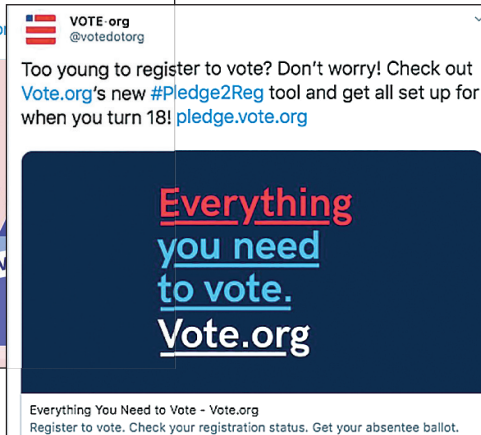 VOTE.org
@votedotorg
Too young to register to vote? Don't worry! Check out
Vote.org's new #Pledge2Reg tool and get all set up for
when you turn 18! pledge.vote.org
Everything
you need
to vote.
Vote.org
Everything You Need to Vote - Vote.org
Register to vote. Check your registration status. Get your absentee ballot.